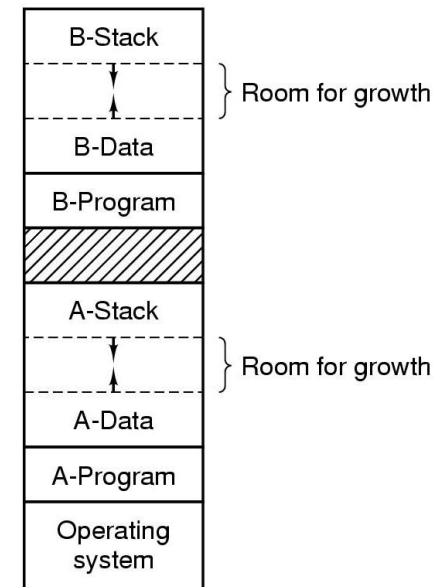 B-Stack
Room for growth
B-Data
B-Program
A-Stack
Room for growth
A-Data
A-Program
Operating
system